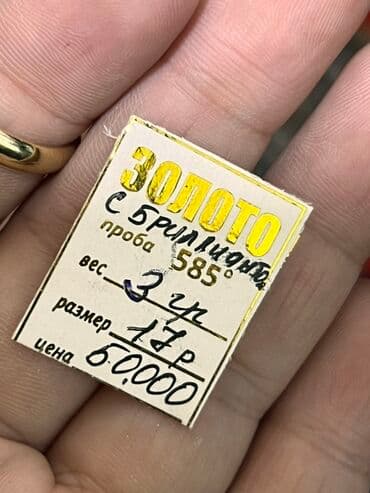 ЗОЛОТО
С БРИЛЛИАНТ.
проба 585°
вес 3 гр
размер 17р
цена 60.000